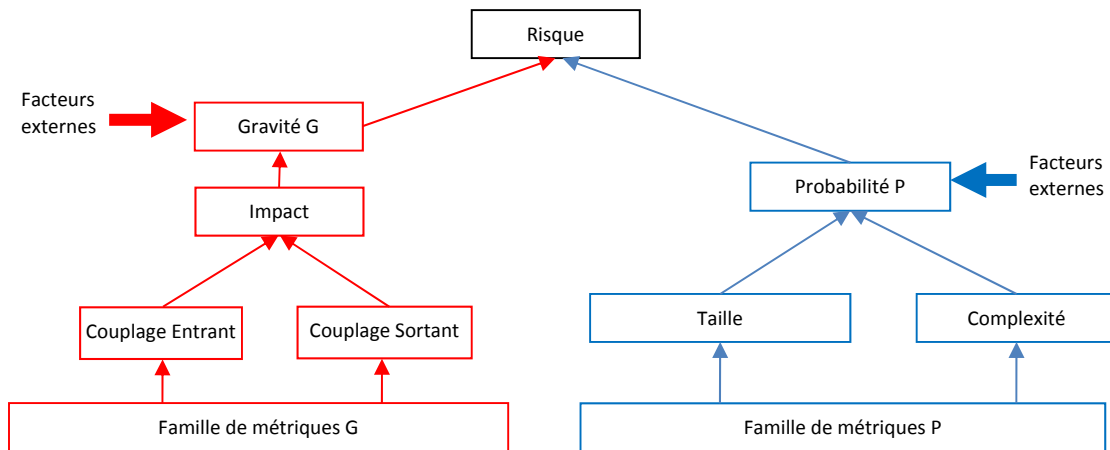 Risque
Facteurs
externes
Gravité G
Facteurs
externes
Probabilité P
Impact
Couplage Entrant
Couplage Sortant
Taille
Complexité
Famille de métriques G
Famille de métriques P